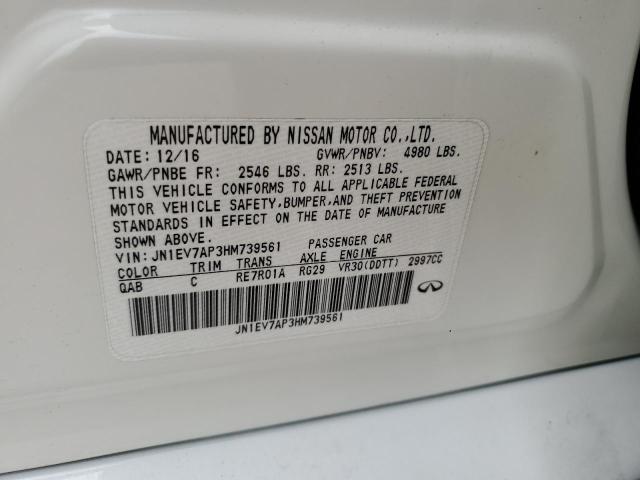 MANUFACTURED BY NISSAN MOTOR CO.,LTD.
DATE: 12/16 GVWR/PNBV: 4980 LBS.
GAWR/PNBE FR: 2546 LBS. RR: 2513 LBS.
THIS VEHICLE CONFORMS TO ALL APPLICABLE FEDERAL
MOTOR VEHICLE SAFETY,BUMPER,AND THEFT PREVENTION
STANDARDS IN EFFECT ON THE DATE OF MANUFACTURE
SHOWN ABOVE.
VIN: JN1EV7AP3HM739561 PASSENGER CAR
COLOR TRIM TRANS AXLE ENGINE
QAB C RE7R01A RG29 VR30(DDTT) 2997CC
JN1EV7AP3HM739561